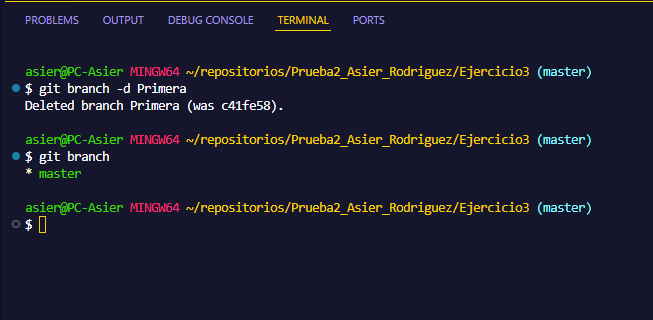 PROBLEMS OUTPUT DEBUG CONSOLE TERMINAL PORTS
asier@PC-Asier MINGW64 ~/repositorios/Prueba2_Asier_Rodriguez/Ejercicio3 (master)
$ git branch -d Primera
Deleted branch Primera (was c41fe58).
asier@PC-Asier MINGW64 ~/repositorios/Prueba2_Asier_Rodriguez/Ejercicio3 (master)
$ git branch
* master
asier@PC-Asier MINGW64 ~/repositorios/Prueba2_Asier_Rodriguez/Ejercicio3 (master)
$